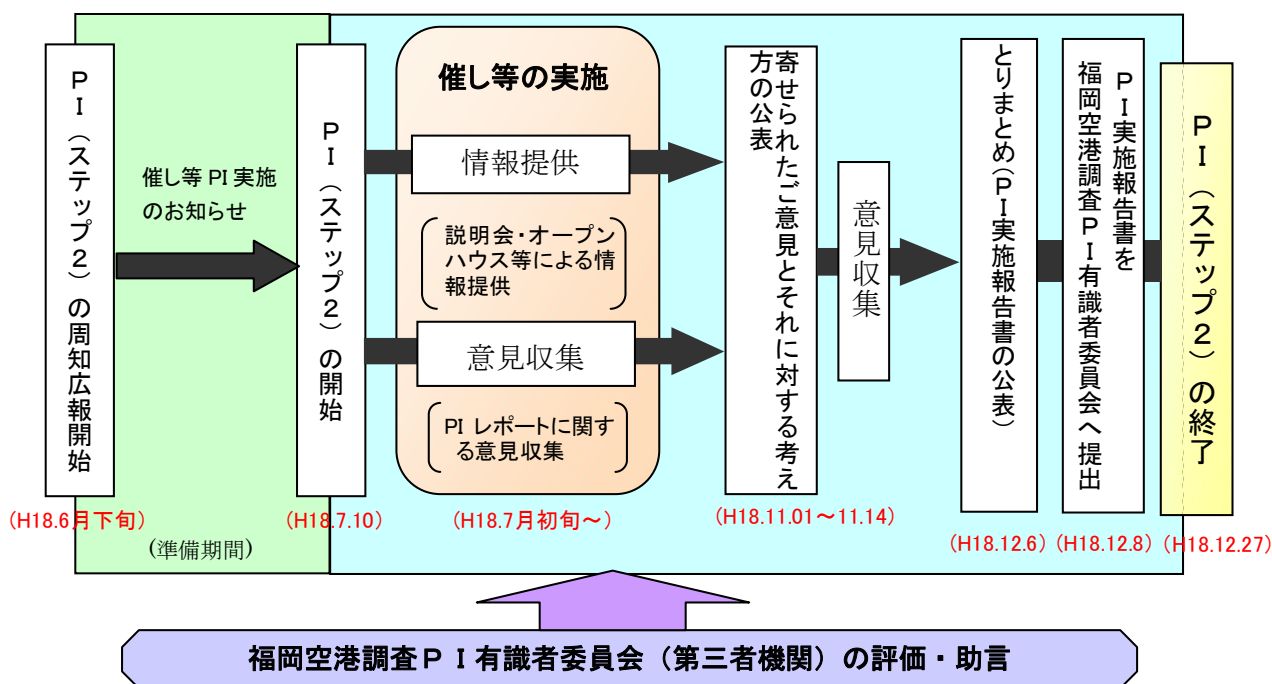 PI（ステップ2）の周知広報開始
(H18.6月下旬)
催し等 PI 実施
のお知らせ
(準備期間)
PI（ステップ2）の開始
(H18.7.10)
催し等の実施
情報提供
説明会・オープン
ハウス等による情
報提供
意見収集
PI レポートに関す
る意見収集
(H18.7月初旬～)
寄せられたご意見とそれに対する考え
方の公表
(H18.11.01～11.14)
意見収集
とりまとめ（PI実施報告書の公表）
(H18.12.6)
PI実施報告書を
福岡空港調査PI有識者委員会へ提出
(H18.12.8)
PI（ステップ2）の終了
(H18.12.27)
福岡空港調査ＰＩ有識者委員会（第三者機関）の評価・助言